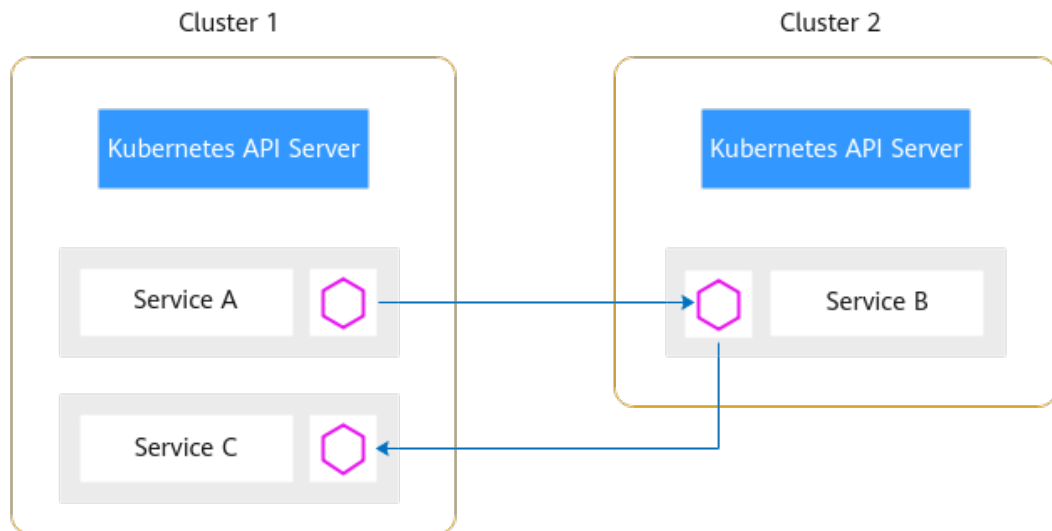 Cluster 1
Cluster 2
Kubernetes API Server
Kubernetes API Server
Service A
Service B
Service C